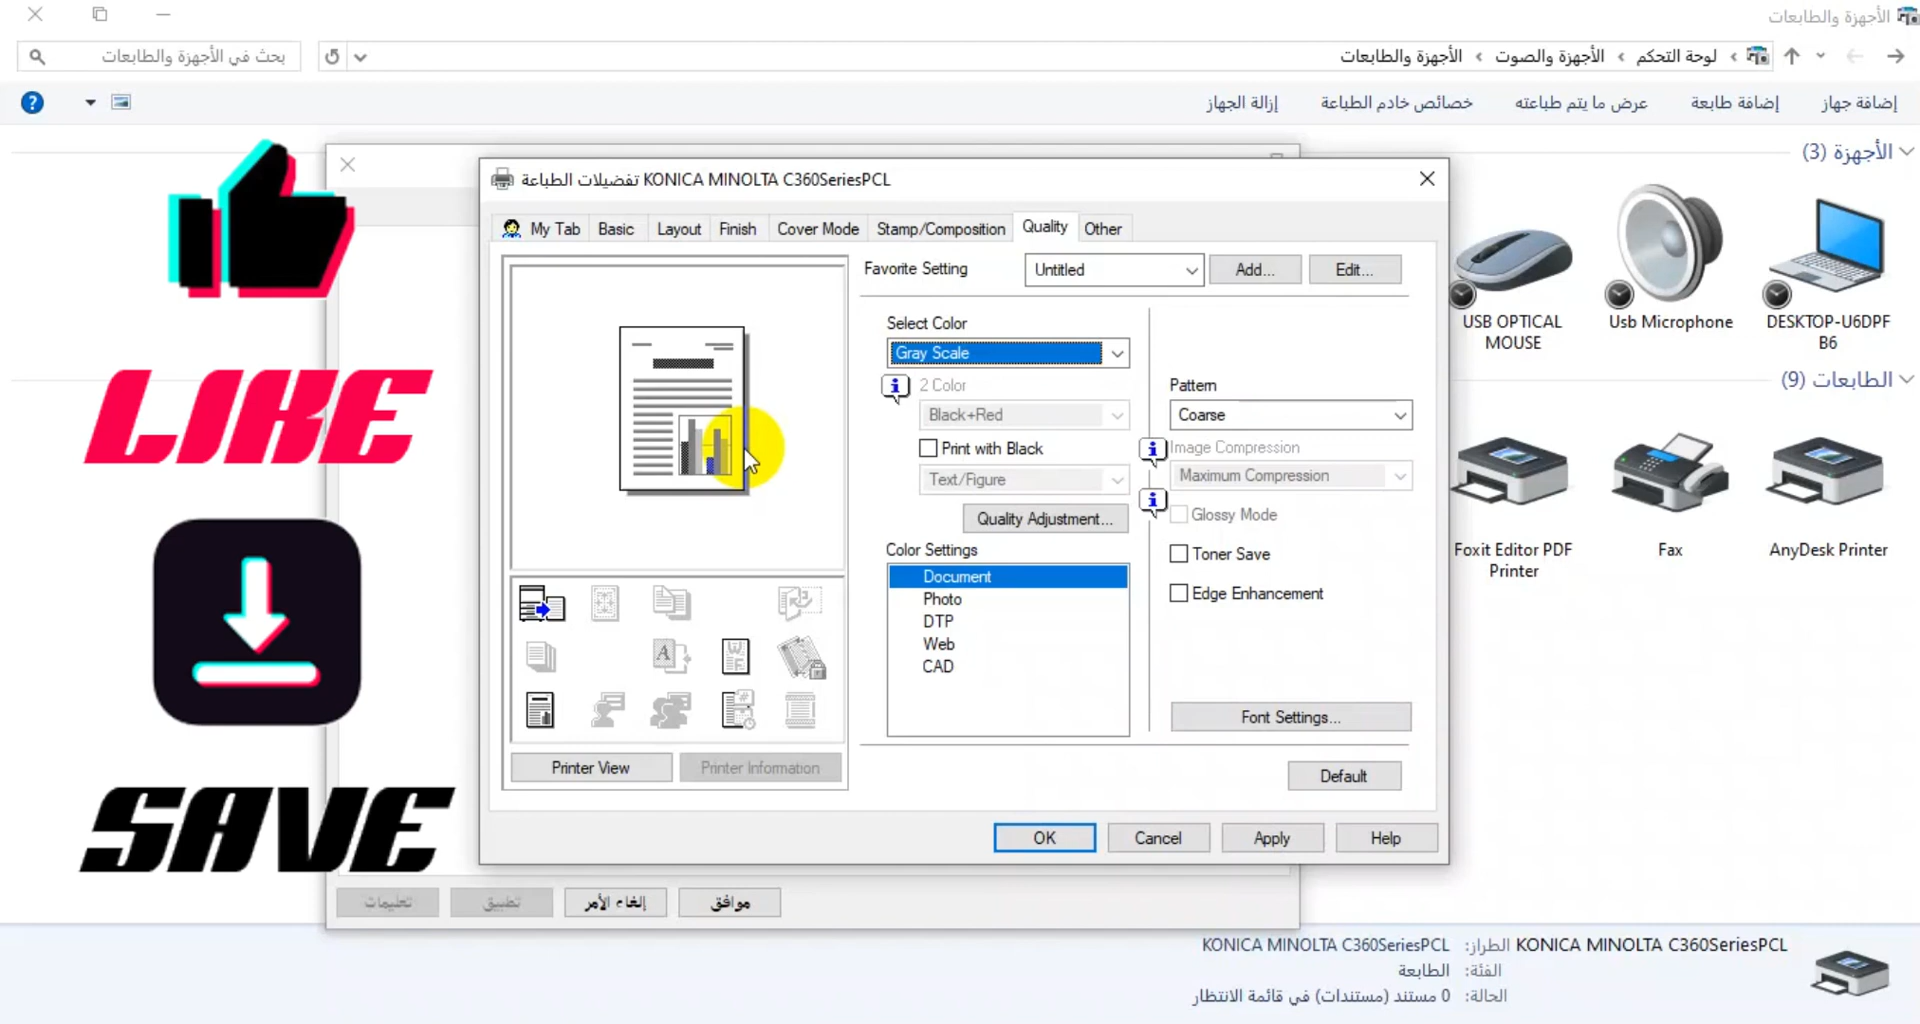 الأجهزة والطابعات
لوحة التحكم › الأجهزة والصوت › الأجهزة والطابعات
بحث في الأجهزة والطابعات
إضافة جهاز
إضافة طابعة
عرض ما يتم طباعته
خصائص خادم الطباعة
إزالة الجهاز
الأجهزة (3)
DESKTOP-U6DPF
B6
Usb Microphone
USB OPTICAL
MOUSE
الطابعات (9)
AnyDesk Printer
Fax
Foxit Editor PDF
Printer
LIKE
SAVE
تفضيلات الطباعة KONICA MINOLTA C360SeriesPCL
My Tab
Basic
Layout
Finish
Cover Mode
Stamp/Composition
Quality
Other
Favorite Setting
Untitled
Add...
Edit...
Select Color
Gray Scale
2 Color
Black+Red
Print with Black
Text/Figure
Quality Adjustment...
Color Settings
Document
Photo
DTP
Web
CAD
Pattern
Coarse
Image Compression
Maximum Compression
Glossy Mode
Toner Save
Edge Enhancement
Font Settings...
Printer View
Printer Information
Default
OK
Cancel
Apply
Help
موافق
إلغاء الأمر
تطبيق
تعليمات
KONICA MINOLTA C360SeriesPCL
الطراز: KONICA MINOLTA C360SeriesPCL
الفئة: الطابعة
الحالة: 0 مستند (مستندات) في قائمة الانتظار